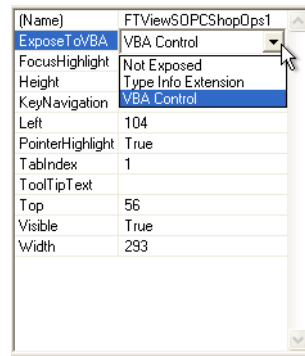 (Name) FTViewSOPCShopOps1
ExposeToVBA VBA Control
FocusHighlight Not Exposed
Height Type Info Extension
KeyNavigation VBA Control
Left 104
PointerHighlight True
TabIndex 1
ToolTipText
Top 56
Visible True
Width 293